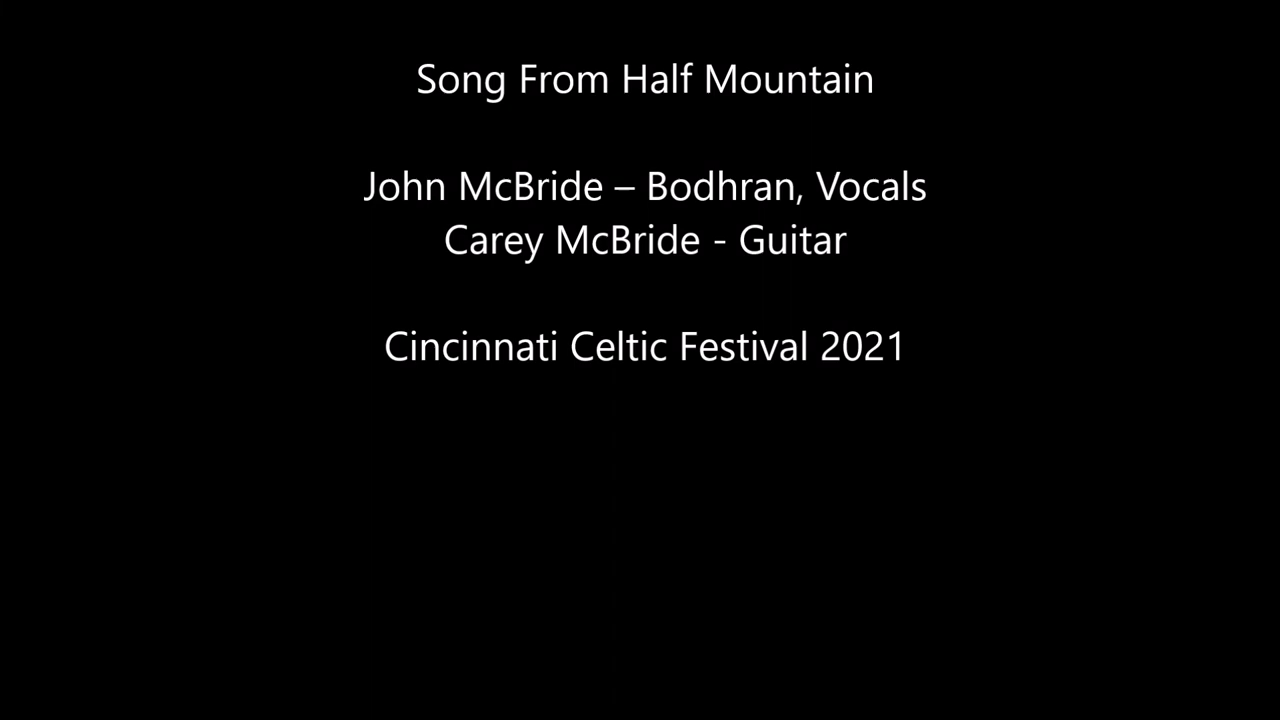 Song From Half Mountain
John McBride – Bodhran, Vocals
Carey McBride - Guitar
Cincinnati Celtic Festival 2021